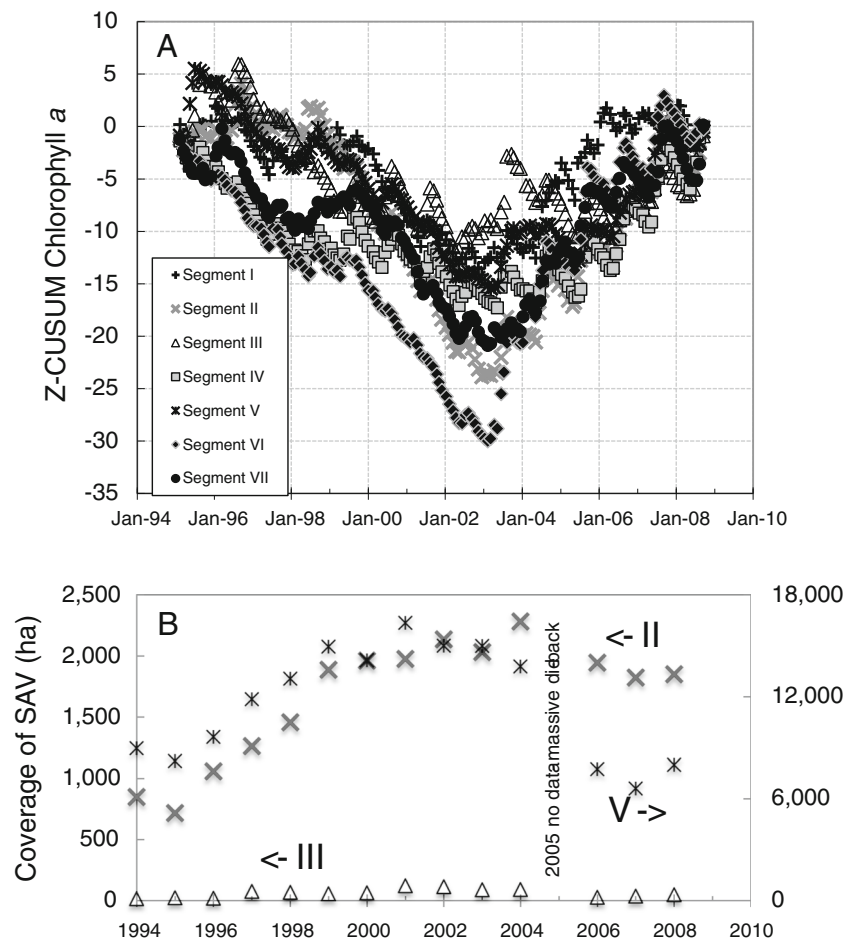 A
Z-CUSUM Chlorophyll a
10
5
0
-5
-10
-15
-20
-25
-30
-35
Segment I
Segment II
Segment III
Segment IV
Segment V
Segment VI
Segment VII
Jan-94 Jan-96 Jan-98 Jan-00 Jan-02 Jan-04 Jan-06 Jan-08 Jan-10
B
Coverage of SAV (ha)
2,500
2,000
1,500
1,000
500
0
18,000
12,000
6,000
0
<- II
V ->
<- III
2005 no datamassive dieback
1994 1996 1998 2000 2002 2004 2006 2008 2010